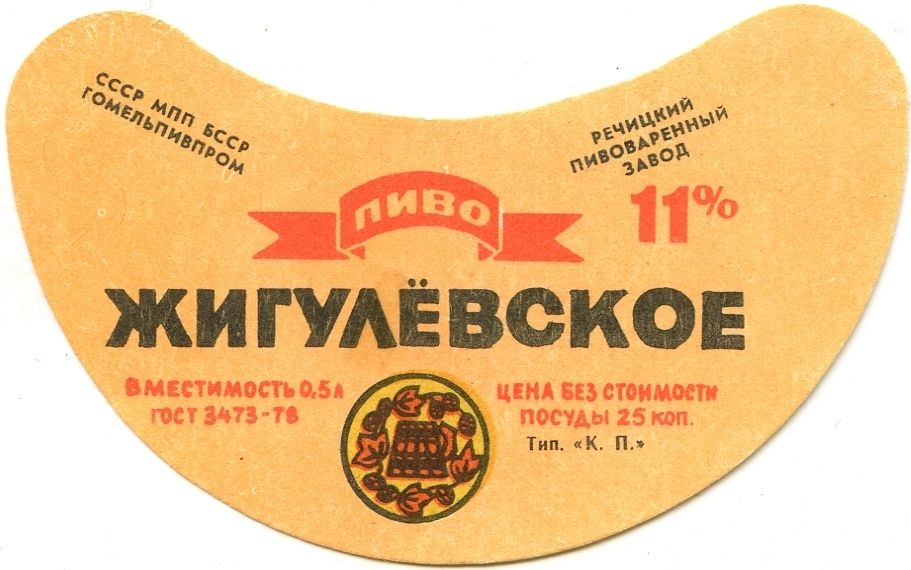 СССР МПП БССР
ГОМЕЛЬПИВПРОМ
РЕЧИЦКИЙ
ПИВОВАРЕННЫЙ
ЗАВОД
11%
ПИВО
ЖИГУЛЁВСКОЕ
ВМЕСТИМОСТЬ 0,5 л
ГОСТ 3473-78
ЦЕНА БЕЗ СТОИМОСТИ
ПОСУДЫ 25 КОП.
Тип. «К. П.»